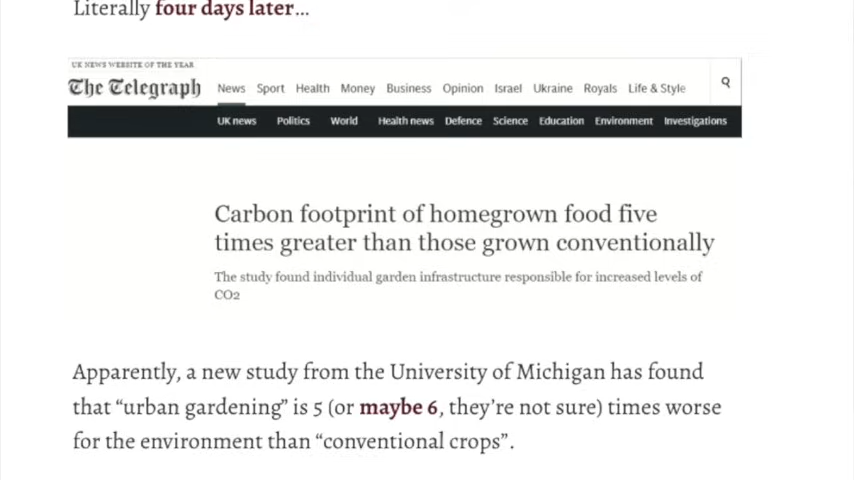 Literally four days later...
UK NEWS WEBSITE OF THE YEAR
The Telegraph News Sport Health Money Business Opinion Israel Ukraine Royals Life & Style
UK news Politics World Health news Defence Science Education Environment Investigations
Carbon footprint of homegrown food five
times greater than those grown conventionally
The study found individual garden infrastructure responsible for increased levels of
CO2
Apparently, a new study from the University of Michigan has found
that “urban gardening” is 5 (or maybe 6, they’re not sure) times worse
for the environment than “conventional crops”.